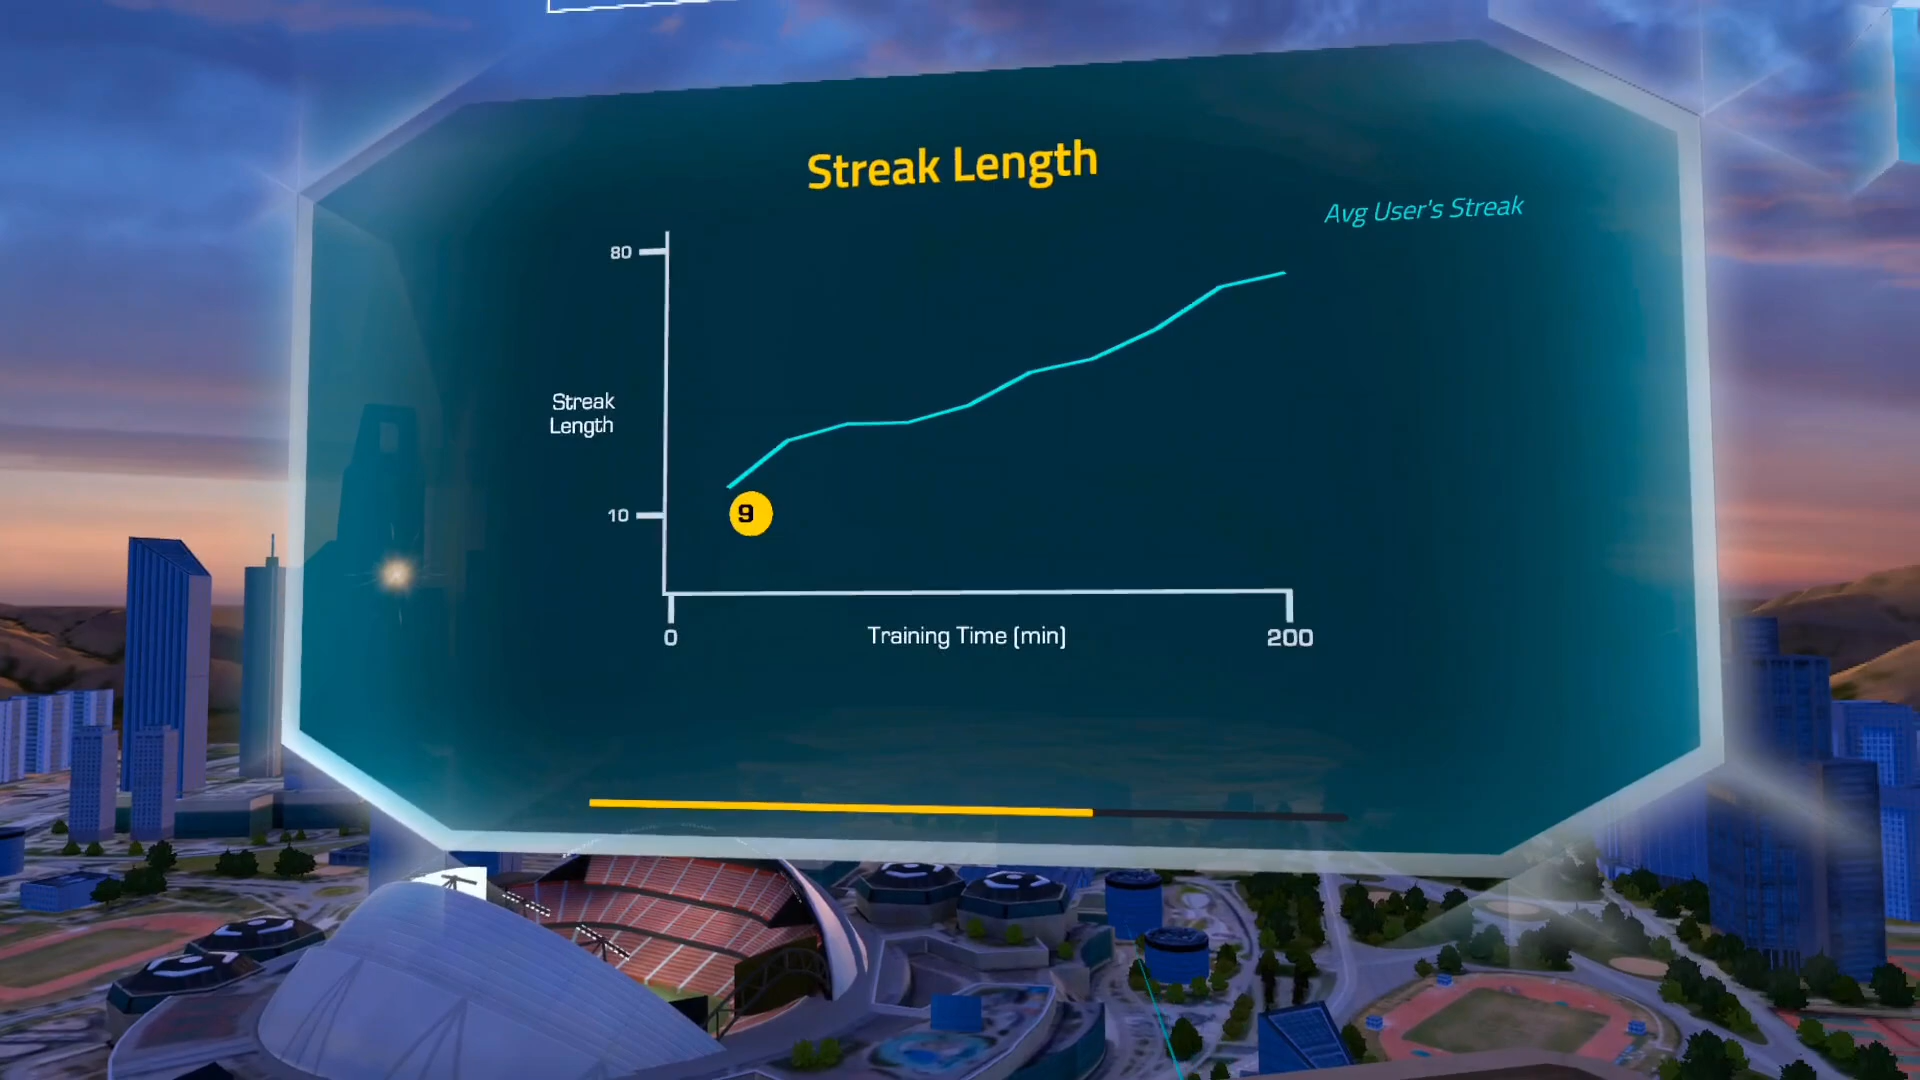 Streak Length
Avg User's Streak
80
Streak
Length
10
9
0
Training Time (min)
200